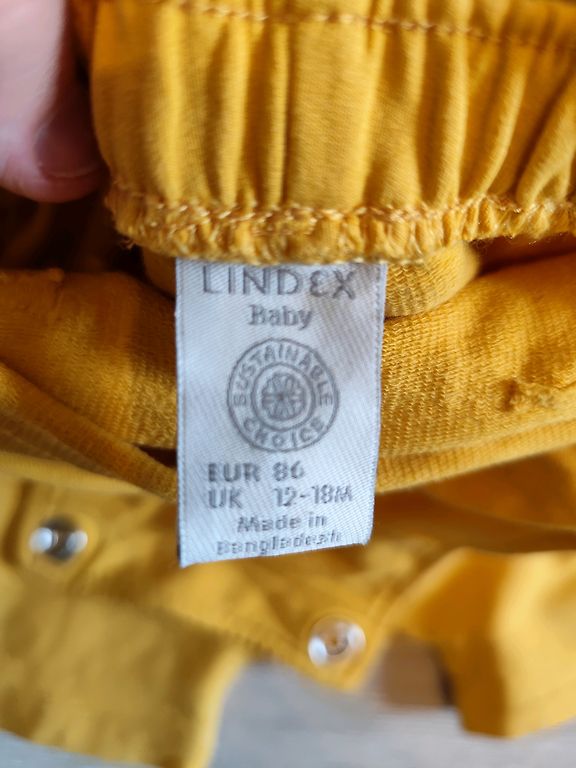 LINDEX
Baby
SUSTAINABLE
CHOICE
EUR 86
UK 12-18M
Made in
Bangladesh